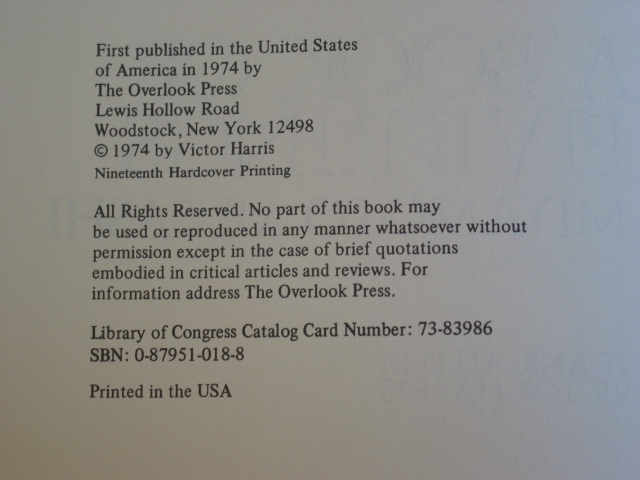 First published in the United States
of America in 1974 by
The Overlook Press
Lewis Hollow Road
Woodstock, New York 12498
© 1974 by Victor Harris
Nineteenth Hardcover Printing
All Rights Reserved. No part of this book may
be used or reproduced in any manner whatsoever without
permission except in the case of brief quotations
embodied in critical articles and reviews. For
information address The Overlook Press.
Library of Congress Catalog Card Number: 73-83986
SBN: 0-87951-018-8
Printed in the USA